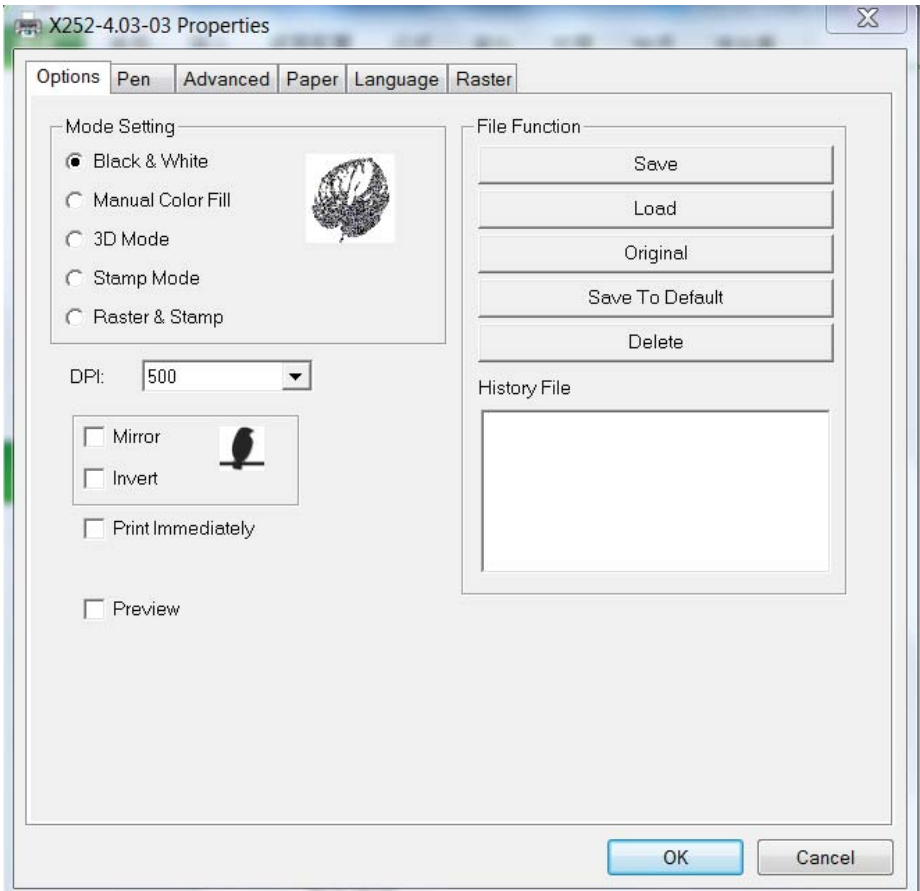 X252-4.03-03 Properties
Options Pen Advanced Paper Language Raster
Mode Setting
Black & White
Manual Color Fill
3D Mode
Stamp Mode
Raster & Stamp
DPI: 500
Mirror
Invert
Print Immediately
Preview
File Function
Save
Load
Original
Save To Default
Delete
History File
OK Cancel